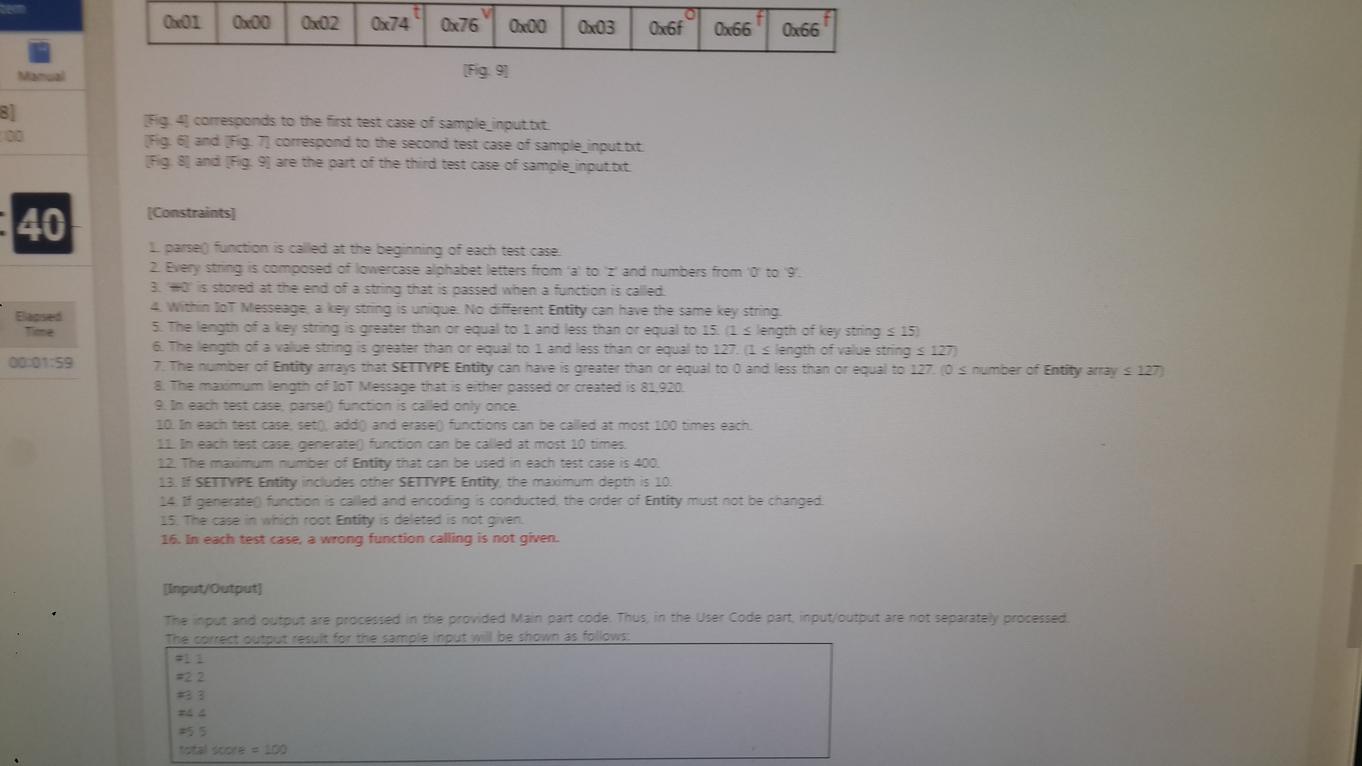 tem
Manual
8]
:00
: 40
Elapsed
Time
00:01:59
0x01 0x00 0x02 0x74 t 0x76 v 0x00 0x03 0x6f o 0x66 f 0x66 f
[Fig. 9]
[Fig. 4] corresponds to the first test case of sample_input.txt.
[Fig. 6] and [Fig. 7] correspond to the second test case of sample_input.txt.
[Fig. 8] and [Fig. 9] are the part of the third test case of sample_input.txt.
[Constraints]
1. parse() function is called at the beginning of each test case.
2. Every string is composed of lowercase alphabet letters from 'a' to 'z' and numbers from '0' to '9'.
3. '₩0' is stored at the end of a string that is passed when a function is called.
4. Within IoT Messeage, a key string is unique. No different Entity can have the same key string.
5. The length of a key string is greater than or equal to 1 and less than or equal to 15. (1 ≤ length of key string ≤ 15)
6. The length of a value string is greater than or equal to 1 and less than or equal to 127. (1 ≤ length of value string ≤ 127)
7. The number of Entity arrays that SETTYPE Entity can have is greater than or equal to 0 and less than or equal to 127. (0 ≤ number of Entity array ≤ 127)
8. The maximum length of IoT Message that is either passed or created is 81,920.
9. In each test case, parse() function is called only once.
10. In each test case, set(), add() and erase() functions can be called at most 100 times each.
11. In each test case, generate() function can be called at most 10 times.
12. The maximum number of Entity that can be used in each test case is 400.
13. If SETTYPE Entity includes other SETTYPE Entity, the maximum depth is 10.
14. If generate() function is called and encoding is conducted, the order of Entity must not be changed.
15. The case in which root Entity is deleted is not given.
16. In each test case, a wrong function calling is not given.
[Input/Output]
The input and output are processed in the provided Main part code. Thus, in the User Code part, input/output are not separately processed.
The correct output result for the sample input will be shown as follows:
#1 1
#2 2
#3 3
#4 4
#5 5
total score = 100